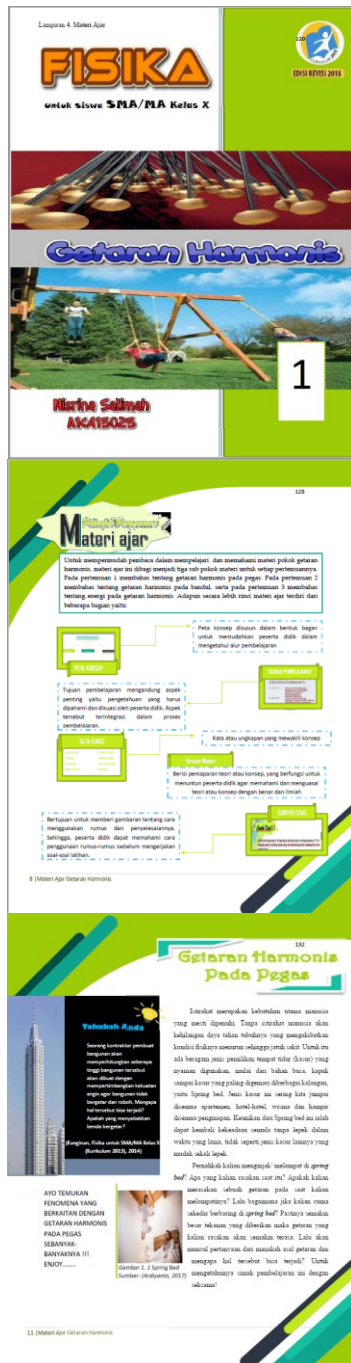 Lampiran 4. Materi Ajar
120
FISIKA
untuk siswa SMA/MA Kelas X
EDISI REVISI 2018
Getaran Harmonis
1
Nisrina Salimah
A1C415025
128
Materi ajar
Untuk mempermudah pembaca dalam mempelajari dan memahami materi pokok getaran
harmonis, materi ajar ini dibagi menjadi tiga sub pokok materi untuk setiap pertemuannya.
Pada pertemuan 1 membahas tentang getaran harmonis pada pegas. Pada pertemuan 2
membahas tentang getaran harmonis pada bandul, serta pada pertemuan 3 membahas
tentang energi pada getaran harmonis. Adapun secara lebih rinci materi ajar terdiri dari
beberapa bagian yaitu:
PETA KONSEP
Peta konsep disusun dalam bentuk bagan
untuk memudahkan peserta didik dalam
mengetahui alur pembelajaran
Tujuan pembelajaran mengandung aspek
penting yaitu pengetahuan yang harus
dipahami dan dikuasi oleh peserta didik. Aspek
tersebut terintegrasi dalam proses
pembelajaran.
TUJUAN PEMBELAJARAN
KATA KUNCI
Kata atau ungkapan yang mewakili konsep
Uraian Materi
Berisi pemaparan teori atau konsep, yang berfungsi untuk
menuntun peserta didik agar memahami dan menguasai
teori atau konsep dengan benar dan ilmiah
Bertujuan untuk memberi gambaran tentang cara
menggunakan rumus dan penyelesaiannya.
Sehingga, peserta didik dapat memahami cara
penggunaan rumus-rumus sebelum mengerjakan
soal-soal latihan.
CONTOH SOAL
8 |Materi Ajar Getaran Harmonis
132
Getaran Harmonis
Pada Pegas
Tahukah Anda
Seorang kontraktor pembuat
bangunan akan
memperhitungkan seberapa
tinggi bangunan tersebut
akan dibuat dengan
mempertimbangkan kekuatan
angin agar bangunan tidak
bergetar dan roboh. Mengapa
hal tersebut bisa terjadi?
Apakah yang menyebabkan
benda bergetar?
(Kanginan, Fisika untuk SMA/MA Kelas X
(Kurikulum 2013), 2014)
Istirahat merupakan kebutuhan utama manusia
yang mesti dipenuhi. Tanpa istirahat manusia akan
kehilangan daya tahan tubuhnya yang mengakibatkan
kondisi fisiknya menurun sehingga jatuh sakit. Untuk itu
ada beragam jenis pemilihan tempat tidur (kasur) yang
nyaman digunakan, mulai dari bahan busa, kapuk
sampai kasur yang paling digemari diberbagai kalangan,
yaitu Spring bed. Jenis kasur ini sering kita jumpai
disemua apartemen, hotel-hotel, wisma dan hampir
disemua penginapan. Keunikan dari Spring bed ini ialah
dapat kembali kekeadaan semula tanpa lepek dalam
waktu yang lama, tidak seperti jenis kasur lainnya yang
mudah sekali lepek.
Pernahkah kalian menginjak/ melompat di spring
bed? Apa yang kalian rasakan saat itu? Apakah kalian
merasakan sebuah getaran pada saat kalian
melompatinya? Lalu bagaimana jika kalian cuma
sekedar berbaring di spring bed? Pastinya semakin
besar tekanan yang diberikan maka getaran yang
kalian rasakan akan semakin terasa. Lalu akan
muncul pertanyaan dari manakah asal getaran dan
mengapa hal tersebut bisa terjadi? Untuk
mengetahuinya simak pembelajaran ini dengan
seksama!
AYO TEMUKAN
FENOMENA YANG
BERKAITAN DENGAN
GETARAN HARMONIS
PADA PEGAS
SEBANYAK-
BANYAKNYA !!!
ENJOY........
Gambar 1. 1 Spring Bed
Sumber: (Andiyanto, 2017)
11 |Materi Ajar Getaran Harmonis